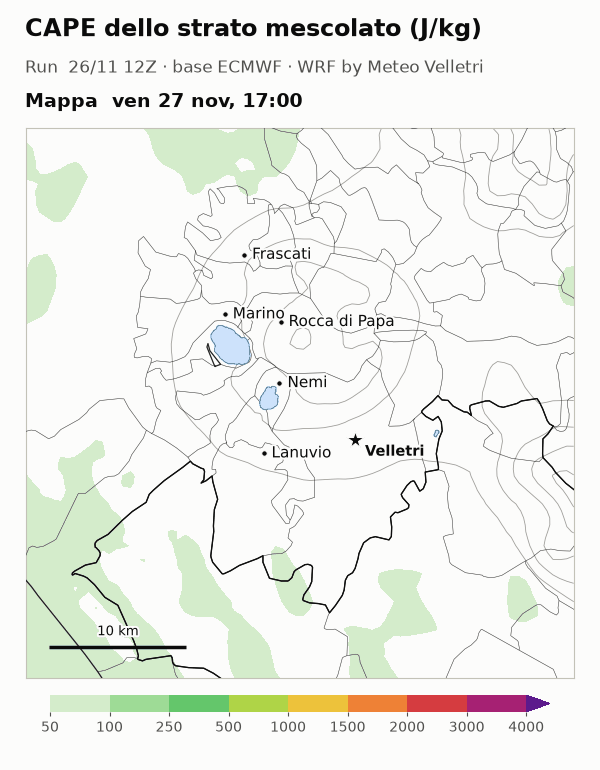 CAPE dello strato mescolato (J/kg)
Run  26/11 12Z · base ECMWF · WRF by Meteo Velletri
Mappa  ven 27 nov, 17:00
Frascati
Marino
Rocca di Papa
Nemi
Velletri
Lanuvio
10 km
50 100 250 500 1000 1500 2000 3000 4000